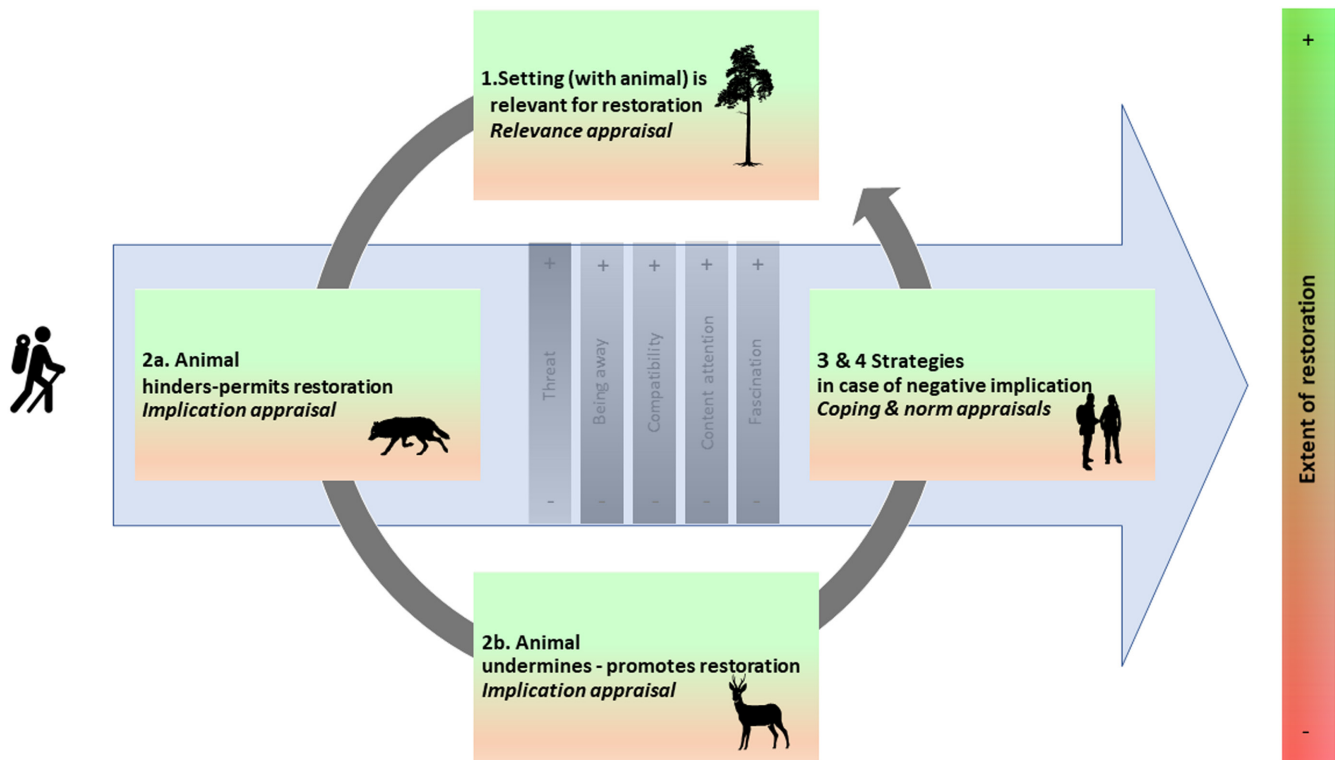 1.Setting (with animal) is
relevant for restoration
Relevance appraisal
2a. Animal
hinders-permits restoration
Implication appraisal
+
+
+
+
+
Threat
Being away
Compatibility
Content attention
Fascination
-
-
-
-
-
3 & 4 Strategies
in case of negative implication
Coping & norm appraisals
2b. Animal
undermines - promotes restoration
Implication appraisal
+
Extent of restoration
-